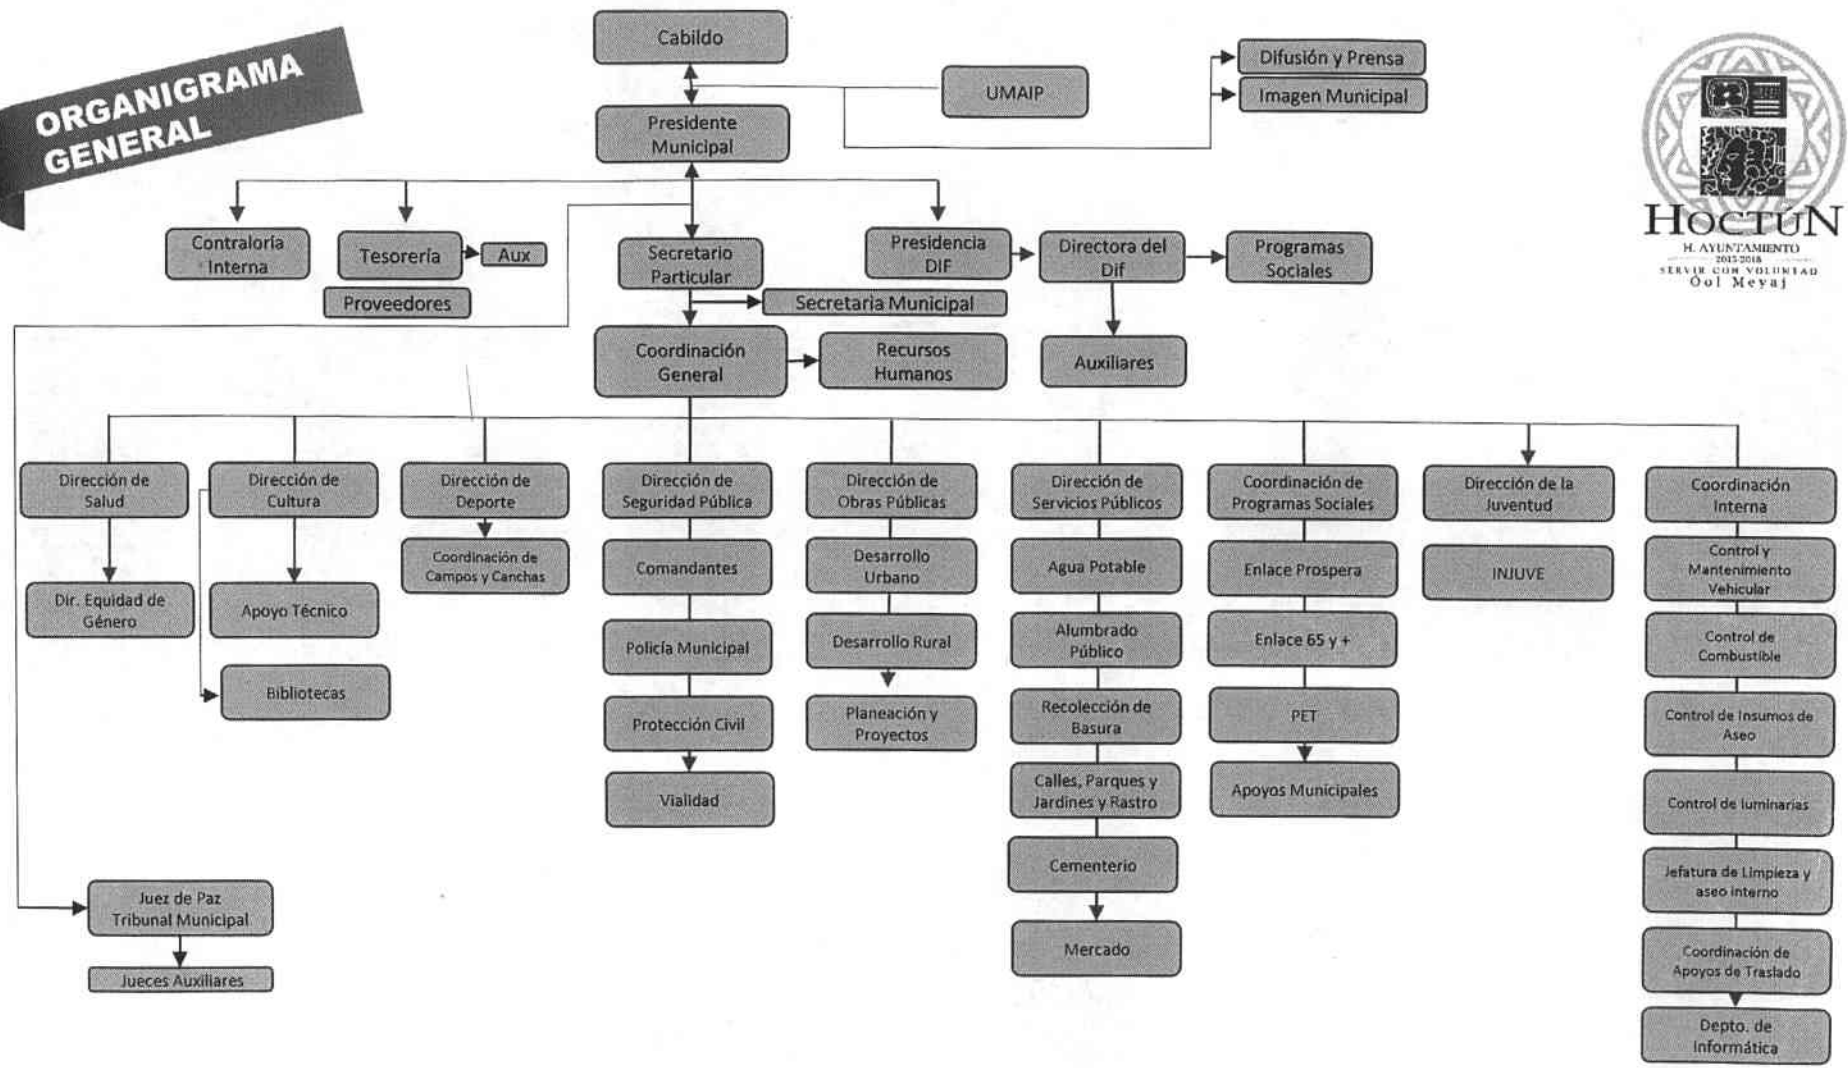 ORGANIGRAMA
GENERAL
Cabildo
UMAIP
Difusión y Prensa
Imagen Municipal
Presidente
Municipal
HOCTÚN
H. AYUNTAMIENTO
2015-2018
SERVIR CON VOLUNTAD
Óol Meyaj
Contraloría
Interna
Tesorería
Aux
Proveedores
Secretario
Particular
Secretaria Municipal
Presidencia
DIF
Directora del
Dif
Programas
Sociales
Auxiliares
Coordinación
General
Recursos
Humanos
Dirección de
Salud
Dir. Equidad de
Género
Dirección de
Cultura
Apoyo Técnico
Bibliotecas
Dirección de
Deporte
Coordinación de
Campos y Canchas
Dirección de
Seguridad Pública
Comandantes
Policía Municipal
Protección Civil
Vialidad
Dirección de
Obras Públicas
Desarrollo
Urbano
Desarrollo Rural
Planeación y
Proyectos
Dirección de
Servicios Públicos
Agua Potable
Alumbrado
Público
Recolección de
Basura
Calles, Parques y
Jardines y Rastro
Cementerio
Mercado
Coordinación de
Programas Sociales
Enlace Prospera
Enlace 65 y +
PET
Apoyos Municipales
Dirección de la
Juventud
INJUVE
Coordinación
Interna
Control y
Mantenimiento
Vehicular
Control de
Combustible
Control de Insumos de
Aseo
Control de luminarias
Jefatura de Limpieza y
aseo interno
Coordinación de
Apoyos de Traslado
Depto. de
Informática
Juez de Paz
Tribunal Municipal
Jueces Auxiliares